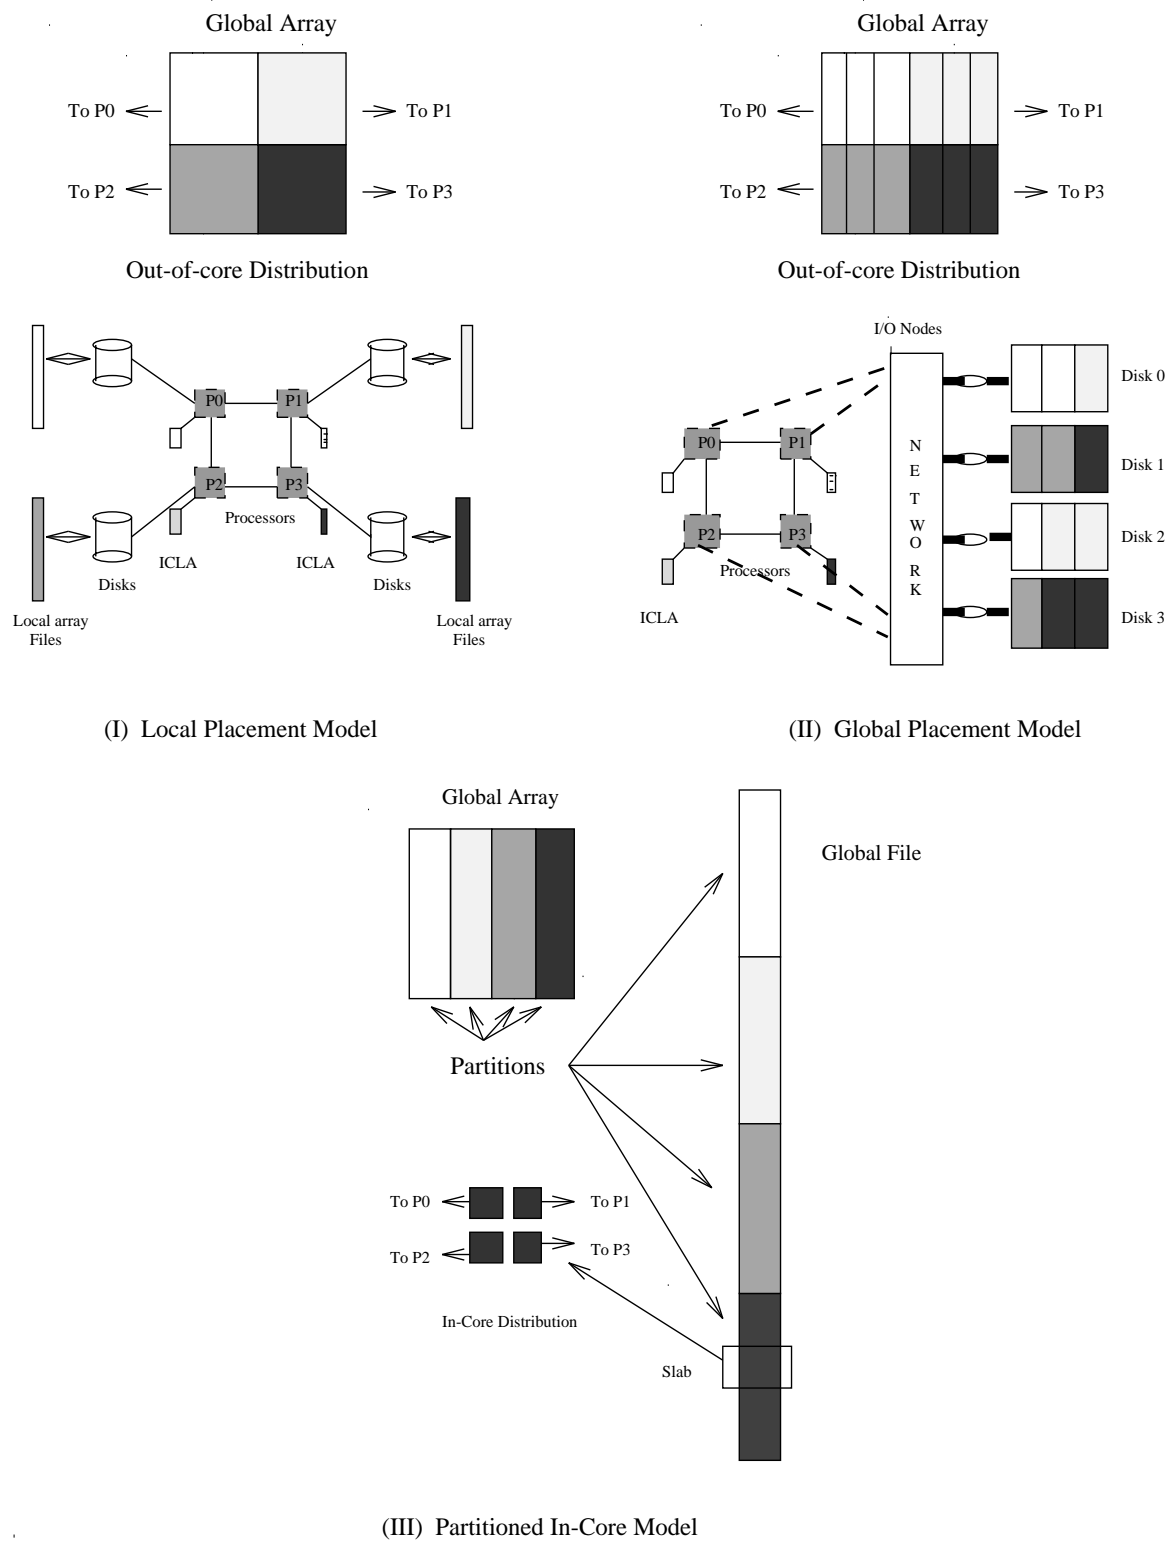 Global Array
To P0
To P1
To P2
To P3
Out-of-core Distribution
P0
P1
P2
P3
Processors
ICLA
ICLA
Disks
Disks
Local array
Files
Local array
Files
(I) Local Placement Model
Global Array
To P0
To P1
To P2
To P3
Out-of-core Distribution
I/O Nodes
P0
P1
P2
P3
Processors
ICLA
N
E
T
W
O
R
K
Disk 0
Disk 1
Disk 2
Disk 3
(II) Global Placement Model
Global Array
Global File
Partitions
To P0
To P1
To P2
To P3
In-Core Distribution
Slab
(III) Partitioned In-Core Model